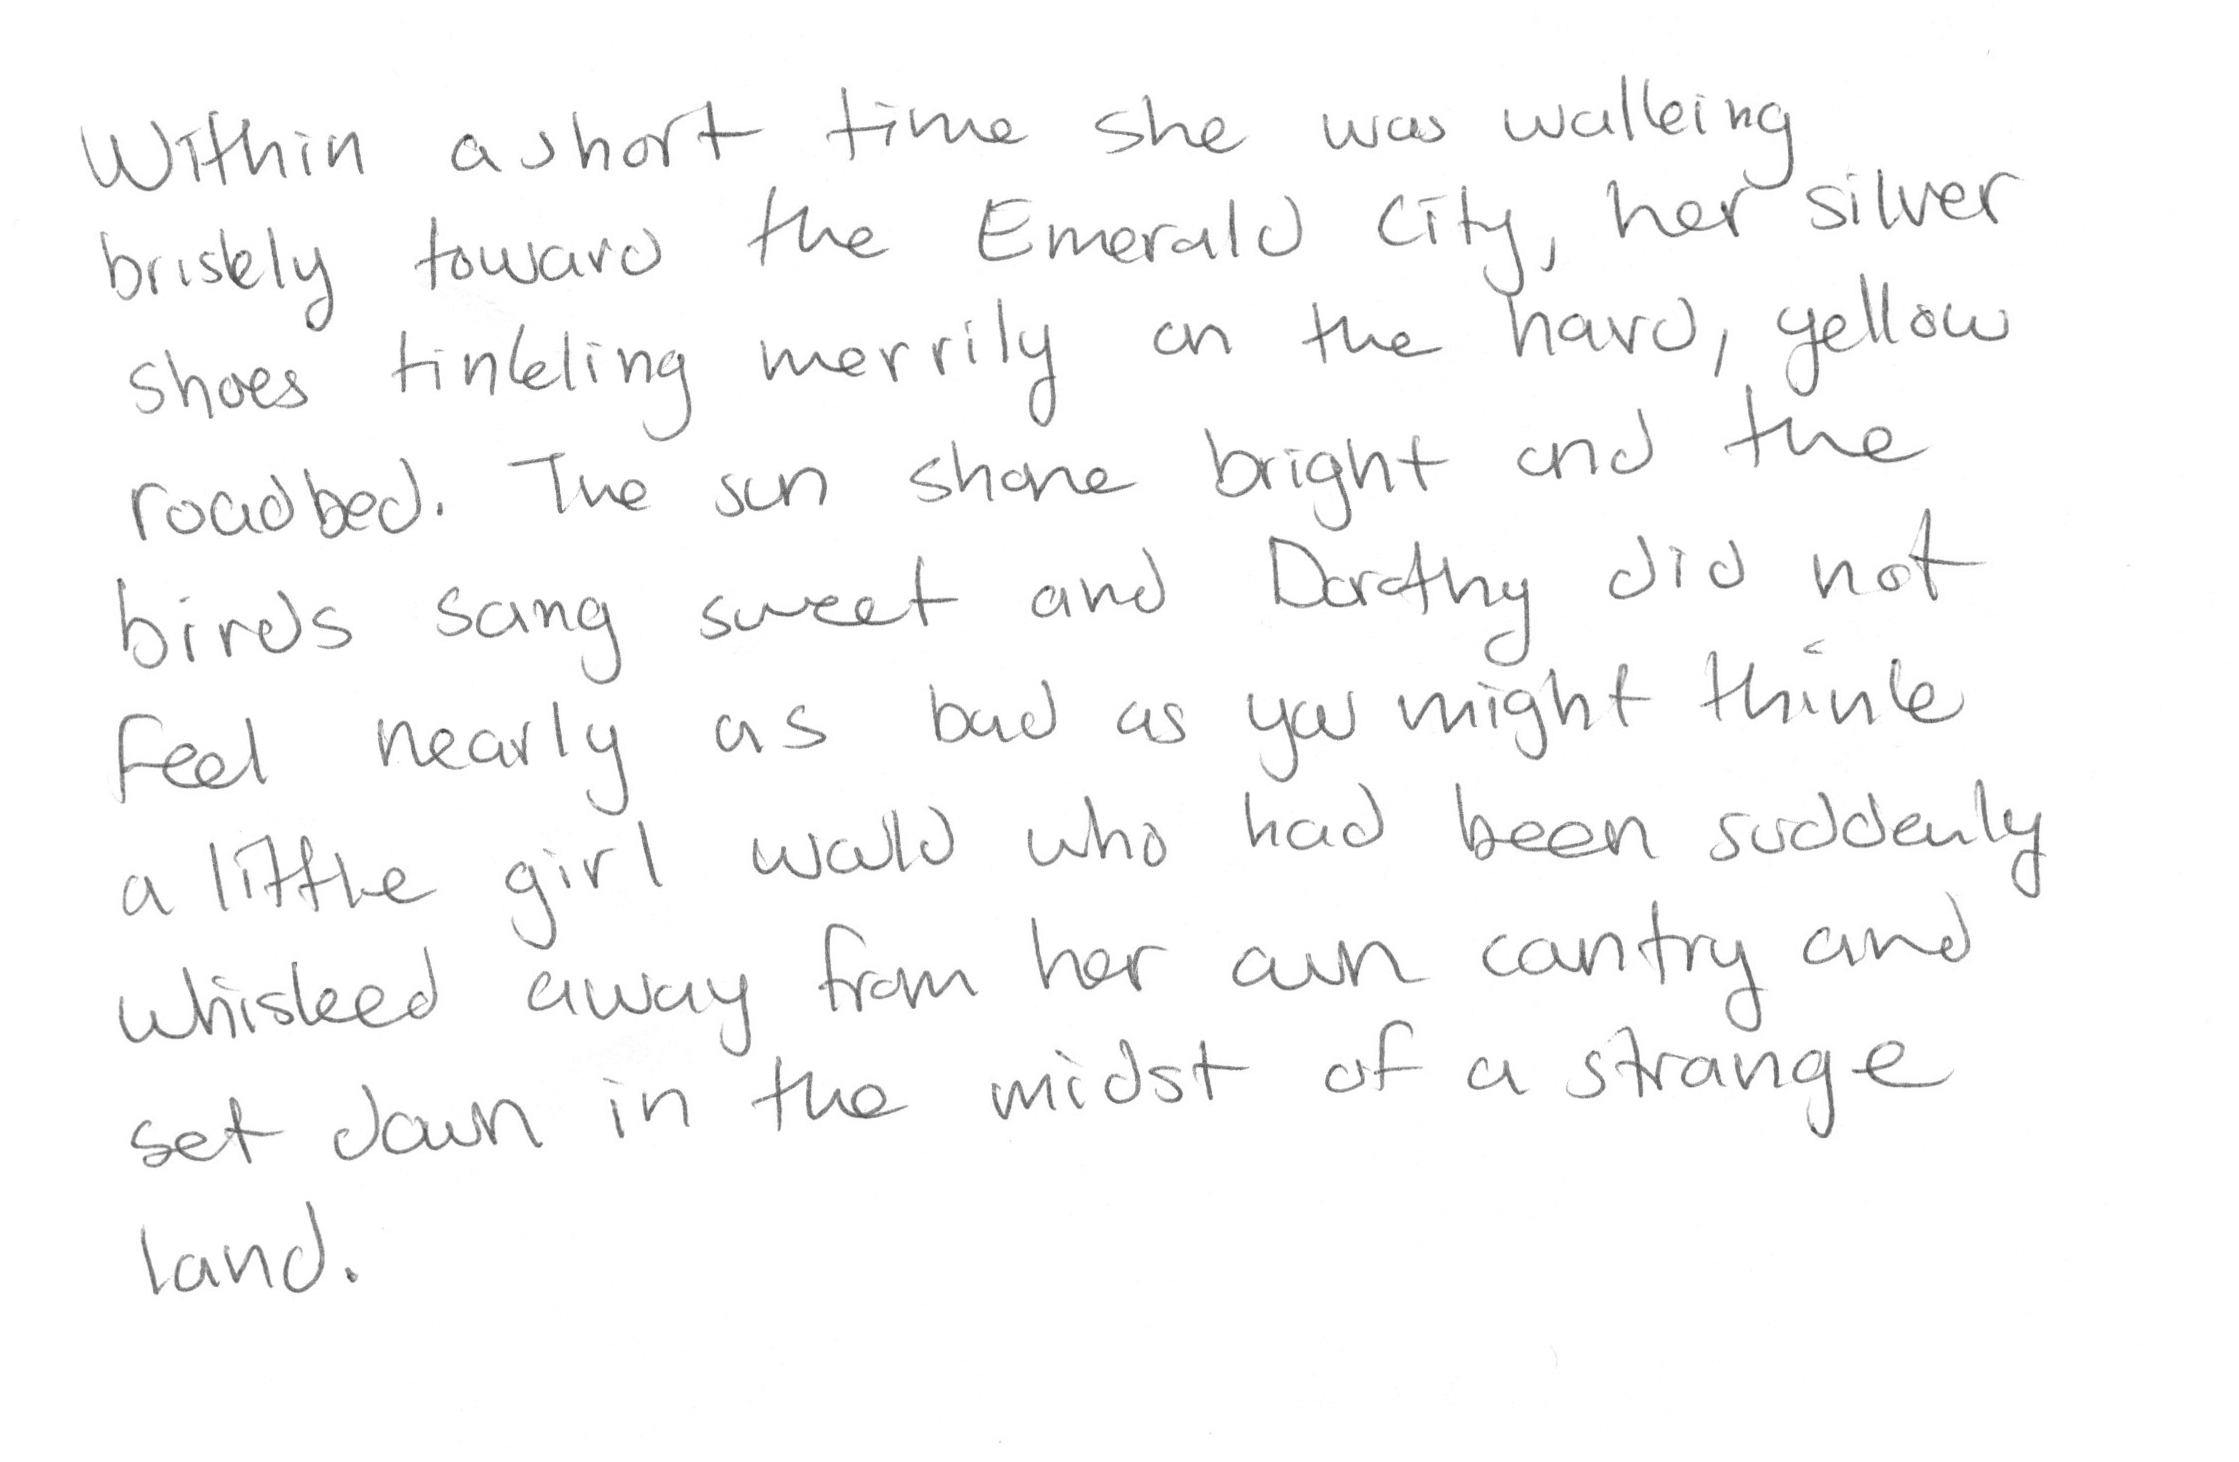 Within a short time she was walking
briskly toward the Emerald City, her silver
shoes tinkling merrily on the hard, yellow
roadbed. The sun shone bright and the
birds sang sweet and Dorothy did not
feel nearly as bad as you might think
a little girl would who had been suddenly
whisked away from her own country and
set down in the midst of a strange
land.